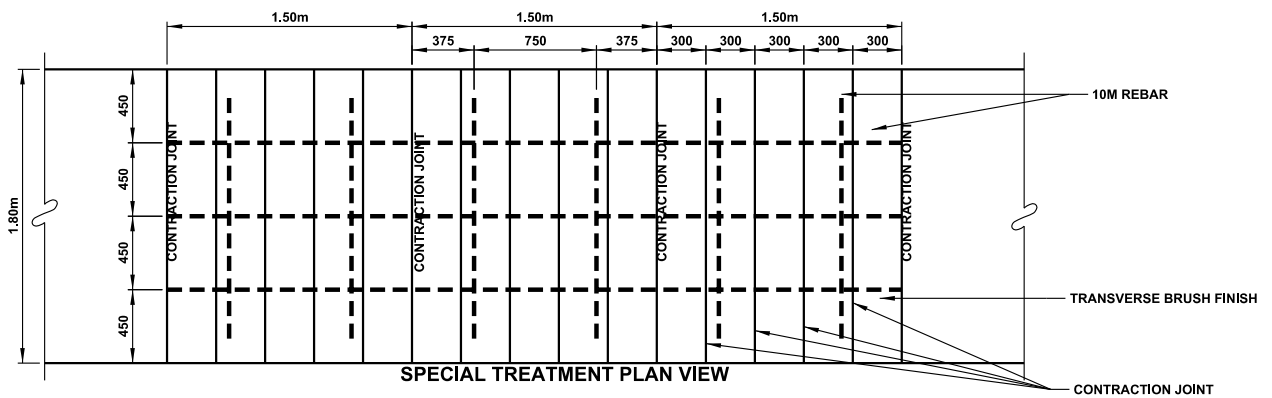 1.50m 1.50m 1.50m
375 750 375 300 300 300 300 300
10M REBAR
450
450
450
450
1.80m
CONTRACTION JOINT
CONTRACTION JOINT
CONTRACTION JOINT
CONTRACTION JOINT
TRANSVERSE BRUSH FINISH
SPECIAL TREATMENT PLAN VIEW
CONTRACTION JOINT